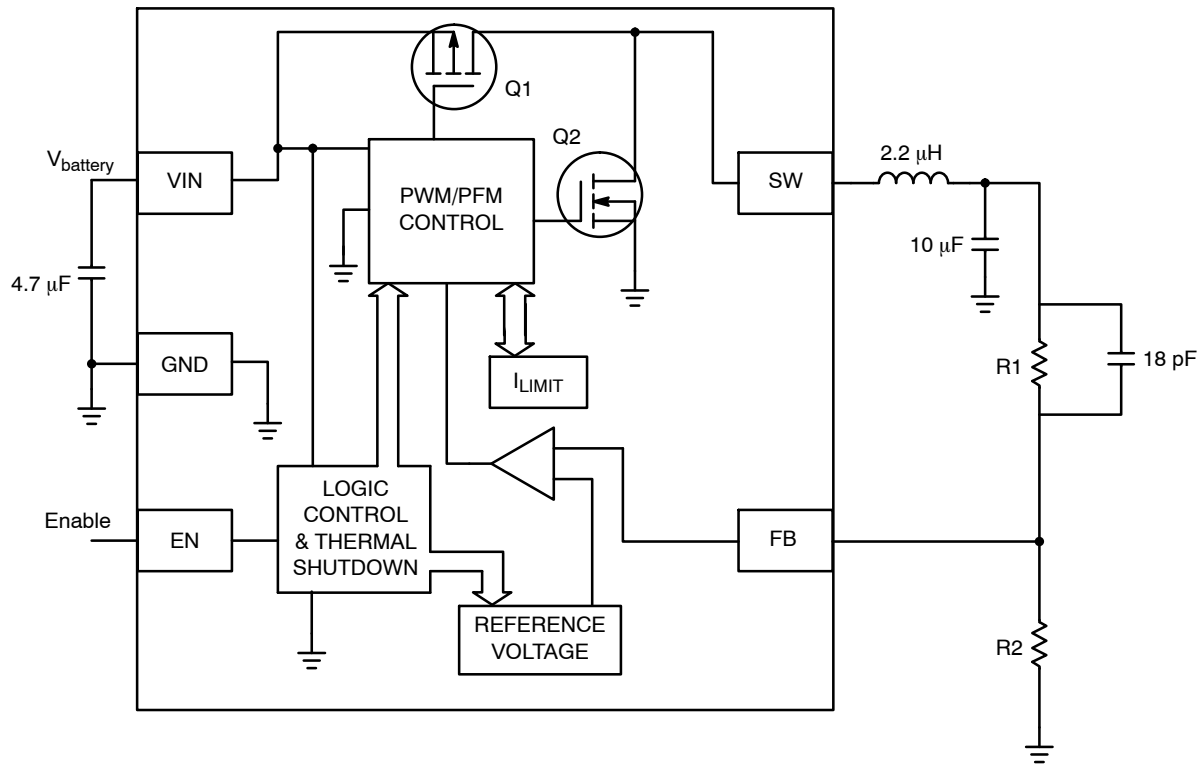 Q1
Q2
V_battery
VIN
PWM/PFM
CONTROL
SW
2.2 μH
10 μF
4.7 μF
GND
I_LIMIT
R1
18 pF
LOGIC
CONTROL
& THERMAL
SHUTDOWN
Enable
EN
FB
REFERENCE
VOLTAGE
R2